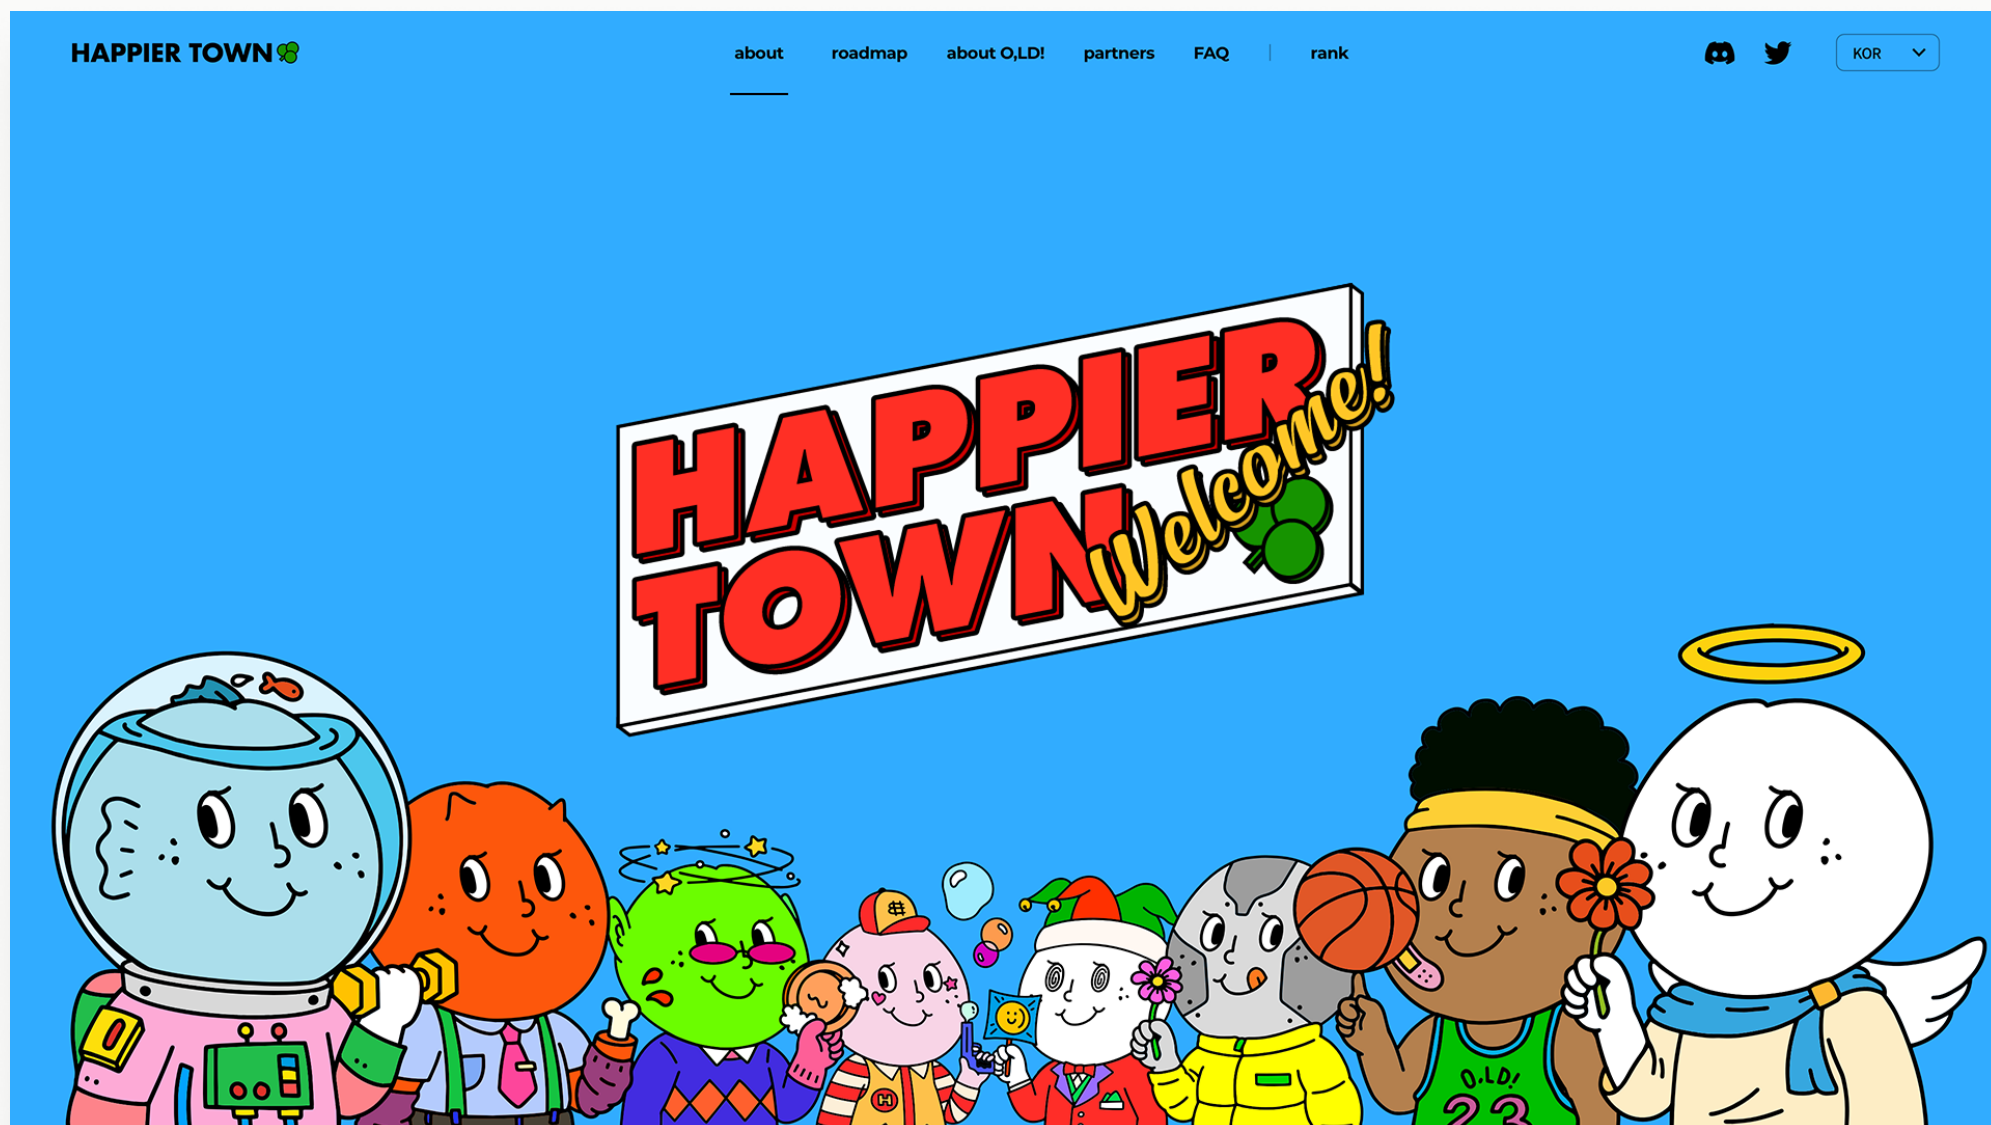 HAPPIER TOWN
about roadmap about O,LD! partners FAQ | rank
KOR
HAPPIER
TOWN
Welcome!
H
O,LD!
23